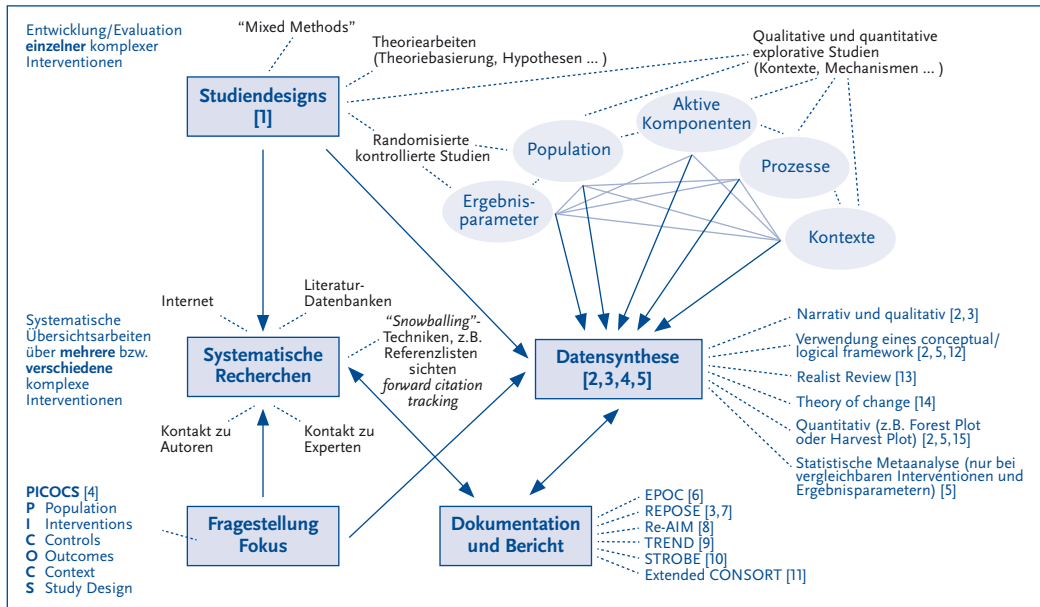 Entwicklung/Evaluation
einzelner komplexer
Interventionen
“Mixed Methods”
Theoriearbeiten
(Theoriebasierung, Hypothesen ... )
Qualitative und quantitative
explorative Studien
(Kontexte, Mechanismen ... )
Studiendesigns
[1]
Randomisierte
kontrollierte Studien
Population
Aktive
Komponenten
Prozesse
Ergebnis-
parameter
Kontexte
Systematische
Übersichtsarbeiten
über mehrere bzw.
verschiedene
komplexe
Interventionen
Internet
Literatur-
Datenbanken
Systematische
Recherchen
“Snowballing”-
Techniken, z.B.
Referenzlisten
sichten
forward citation
tracking
Kontakt zu
Autoren
Kontakt zu
Experten
Datensynthese
[2,3,4,5]
Narrativ und qualitativ [2,3]
Verwendung eines conceptual/
logical framework [2,5,12]
Realist Review [13]
Theory of change [14]
Quantitativ (z.B. Forest Plot
oder Harvest Plot) [2,5,15]
Statistische Metaanalyse (nur bei
vergleichbaren Interventionen und
Ergebnisparametern) [5]
PICOCS [4]
P Population
I Interventions
C Controls
O Outcomes
C Context
S Study Design
Fragestellung
Fokus
Dokumentation
und Bericht
EPOC [6]
REPOSE [3,7]
Re-AIM [8]
TREND [9]
STROBE [10]
Extended CONSORT [11]